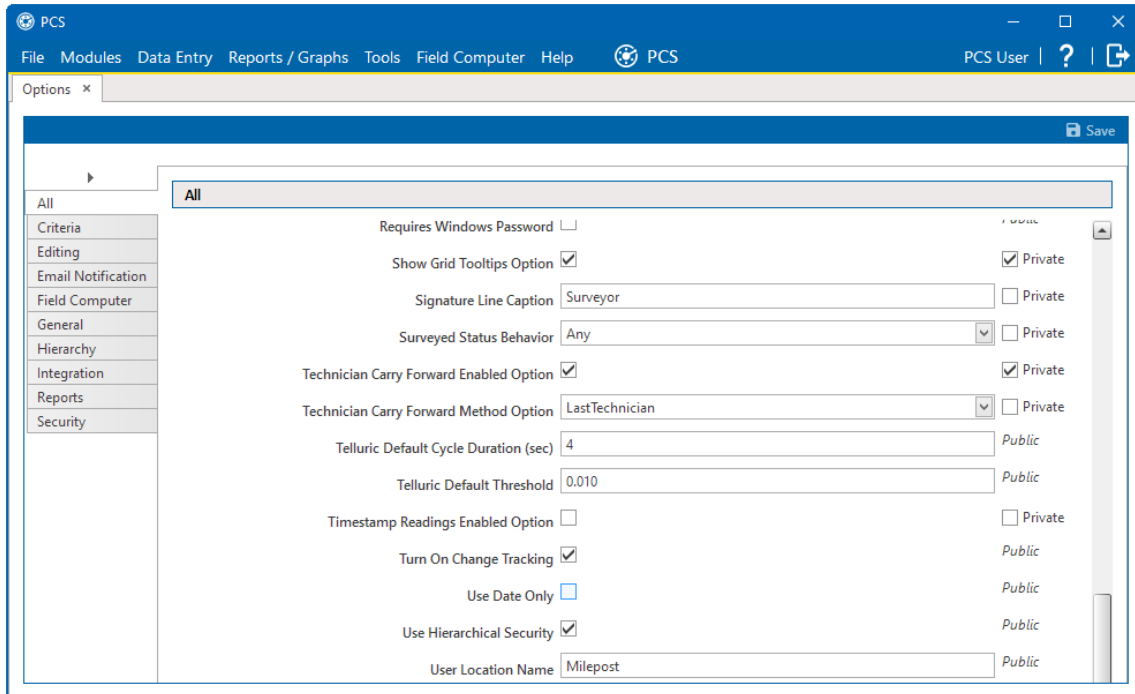 PCS
File Modules Data Entry Reports / Graphs Tools Field Computer Help PCS PCS User | ? |
Options ×
Save
All
Criteria
Editing
Email Notification
Field Computer
General
Hierarchy
Integration
Reports
Security
All
Requires Windows Password Public
Show Grid Tooltips Option Private
Signature Line Caption Surveyor Private
Surveyed Status Behavior Any Private
Technician Carry Forward Enabled Option Private
Technician Carry Forward Method Option LastTechnician Private
Telluric Default Cycle Duration (sec) 4 Public
Telluric Default Threshold 0.010 Public
Timestamp Readings Enabled Option Private
Turn On Change Tracking Public
Use Date Only Public
Use Hierarchical Security Public
User Location Name Milepost Public